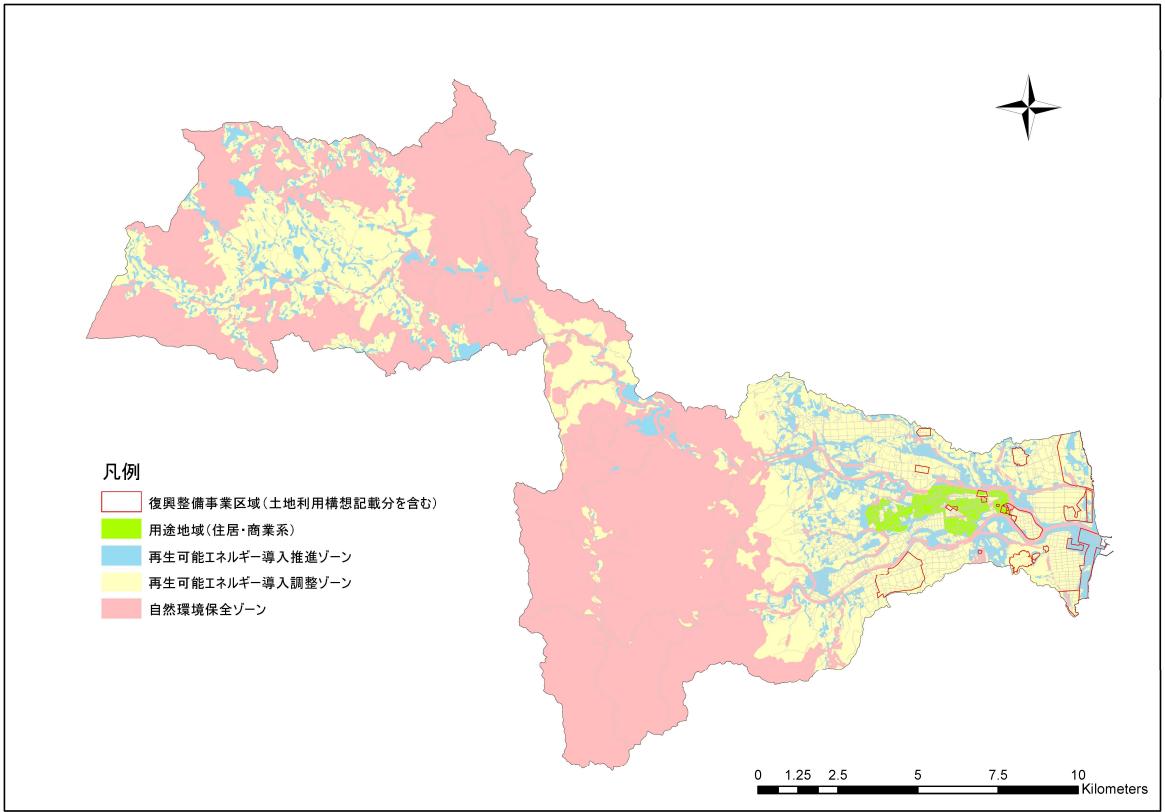 凡例
復興整備事業区域(土地利用構想記載分を含む)
用途地域(住居・商業系)
再生可能エネルギー導入推進ゾーン
再生可能エネルギー導入調整ゾーン
自然環境保全ゾーン
0 1.25 2.5 5 7.5 10
Kilometers